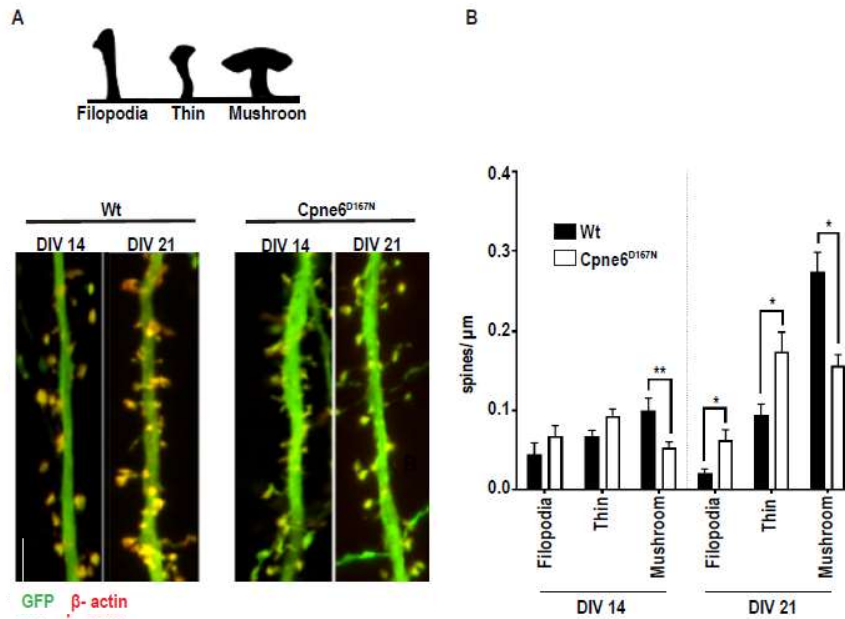 A
Filopodia Thin Mushroon
Wt
Cpne6D167N
DIV 14 DIV 21 DIV 14 DIV 21
GFP β- actin
B
0.4
0.3
0.2
0.1
0.0
spines/ μm
Wt
Cpne6D167N
**
*
*
*
Filopodia
Thin
Mushroom
Filopodia
Thin
Mushroom
DIV 14
DIV 21